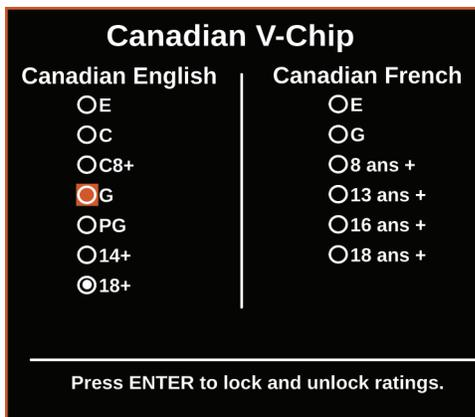 Canadian V-Chip
Canadian English
E
C
C8+
G
PG
14+
18+
Canadian French
E
G
8 ans +
13 ans +
16 ans +
18 ans +
Press ENTER to lock and unlock ratings.